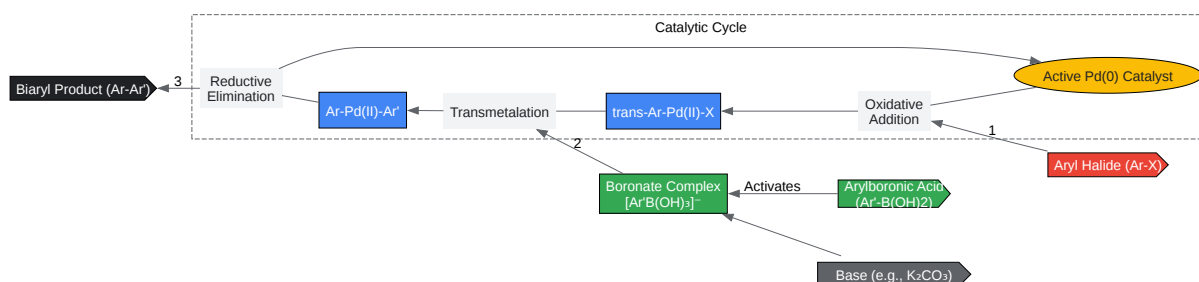 Catalytic Cycle
Biaryl Product (Ar-Ar')
3
Reductive
Elimination
Ar-Pd(II)-Ar'
Transmetalation
trans-Ar-Pd(II)-X
Oxidative
Addition
Active Pd(0) Catalyst
1
Aryl Halide (Ar-X)
2
Boronate Complex
[Ar'B(OH)₃]⁻
Activates
Arylboronic Acid
(Ar'-B(OH)2)
Base (e.g., K₂CO₃)